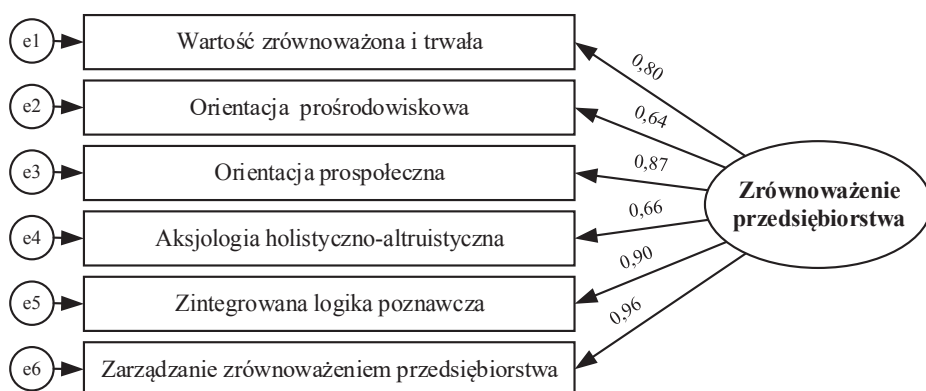 e1
Wartość zrównoważona i trwała
0,80
e2
Orientacja prośrodowiskowa
0,64
e3
Orientacja prospołeczna
0,87
Zrównoważenie
przedsiębiorstwa
e4
Aksjologia holistyczno-altruistyczna
0,66
e5
Zintegrowana logika poznawcza
0,90
e6
Zarządzanie zrównoważeniem przedsiębiorstwa
0,96